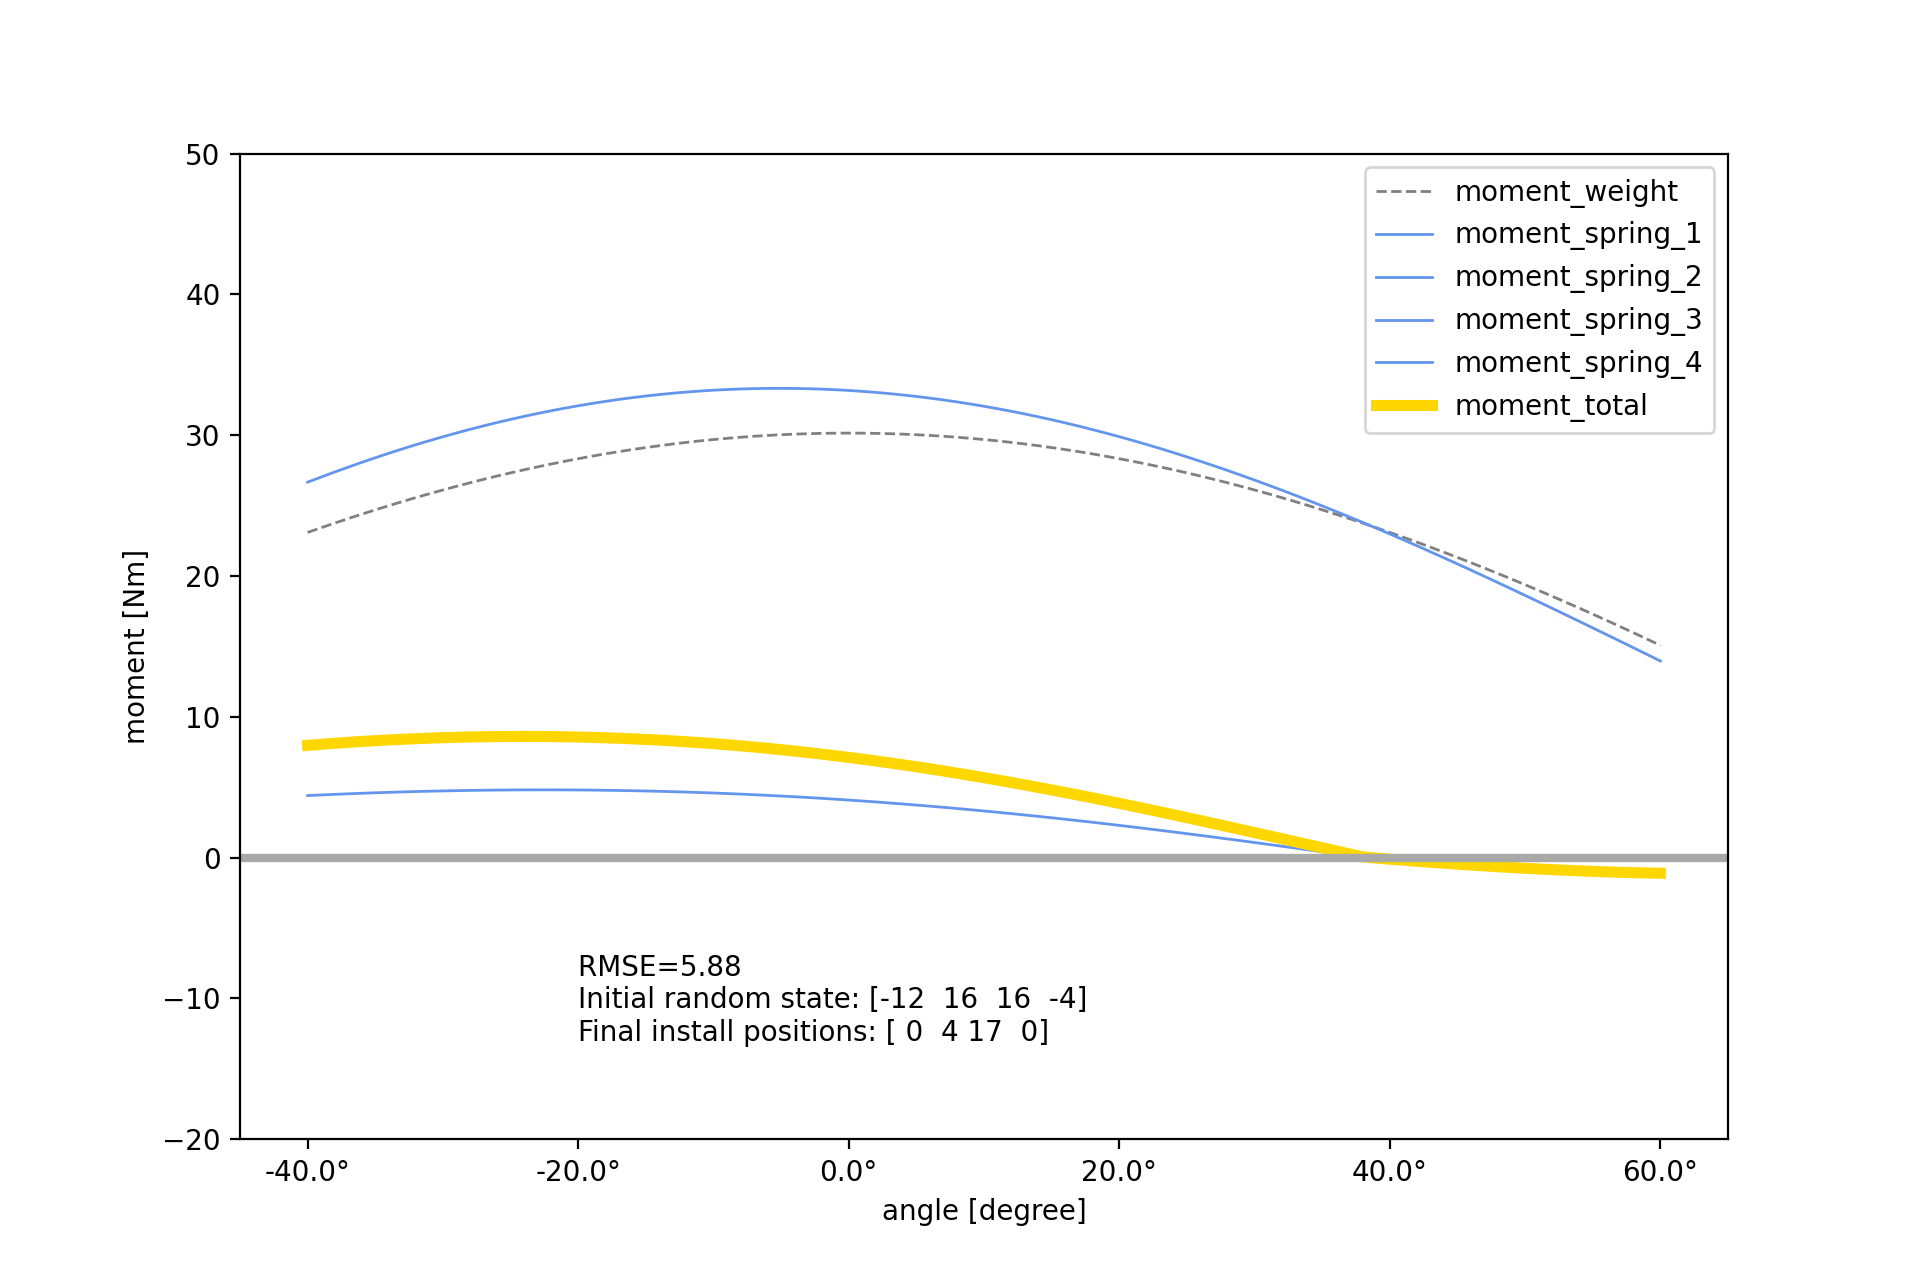 50
40
30
20
10
0
−10
−20
moment [Nm]
moment_weight
moment_spring_1
moment_spring_2
moment_spring_3
moment_spring_4
moment_total
RMSE=5.88
Initial random state: [-12  16  16  -4]
Final install positions: [ 0  4 17  0]
-40.0°
-20.0°
0.0°
20.0°
40.0°
60.0°
angle [degree]